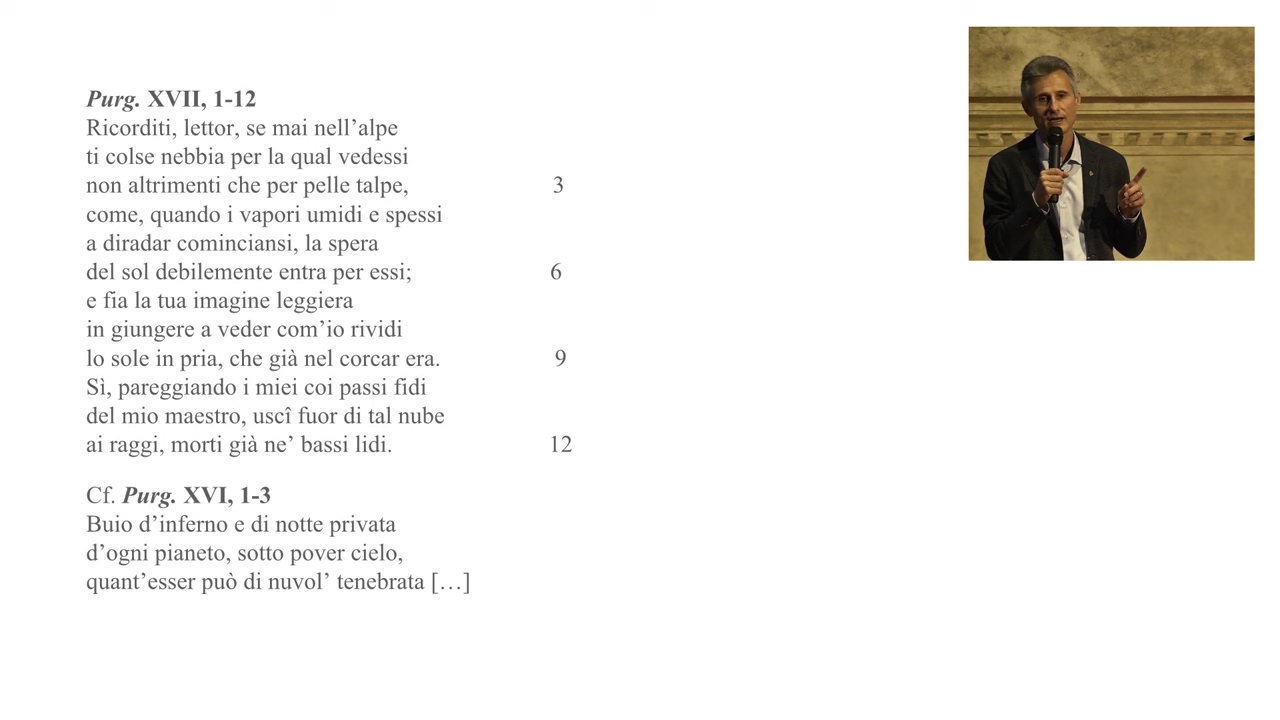 Purg. XVII, 1-12
Ricorditi, lettor, se mai nell’alpe
ti colse nebbia per la qual vedessi
non altrimenti che per pelle talpe, 3
come, quando i vapori umidi e spessi
a diradar cominciansi, la spera
del sol debilemente entra per essi; 6
e fia la tua imagine leggiera
in giungere a veder com’io rividi
lo sole in pria, che già nel corcar era. 9
Sì, pareggiando i miei coi passi fidi
del mio maestro, uscî fuor di tal nube
ai raggi, morti già ne’ bassi lidi. 12
Cf. Purg. XVI, 1-3
Buio d’inferno e di notte privata
d’ogni pianeto, sotto pover cielo,
quant’esser può di nuvol’ tenebrata […]